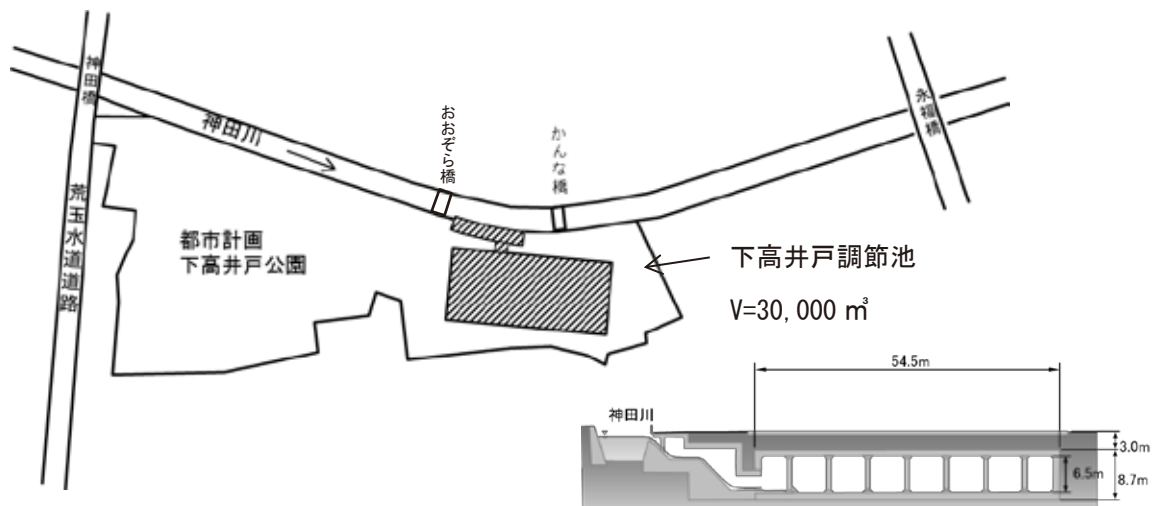 神田橋
荒玉水道道路
神田川
おおぞら橋
かんな橋
永福橋
都市計画
下高井戸公園
下高井戸調節池
V=30,000 ㎥
54.5m
神田川
3.0m
6.5m
8.7m